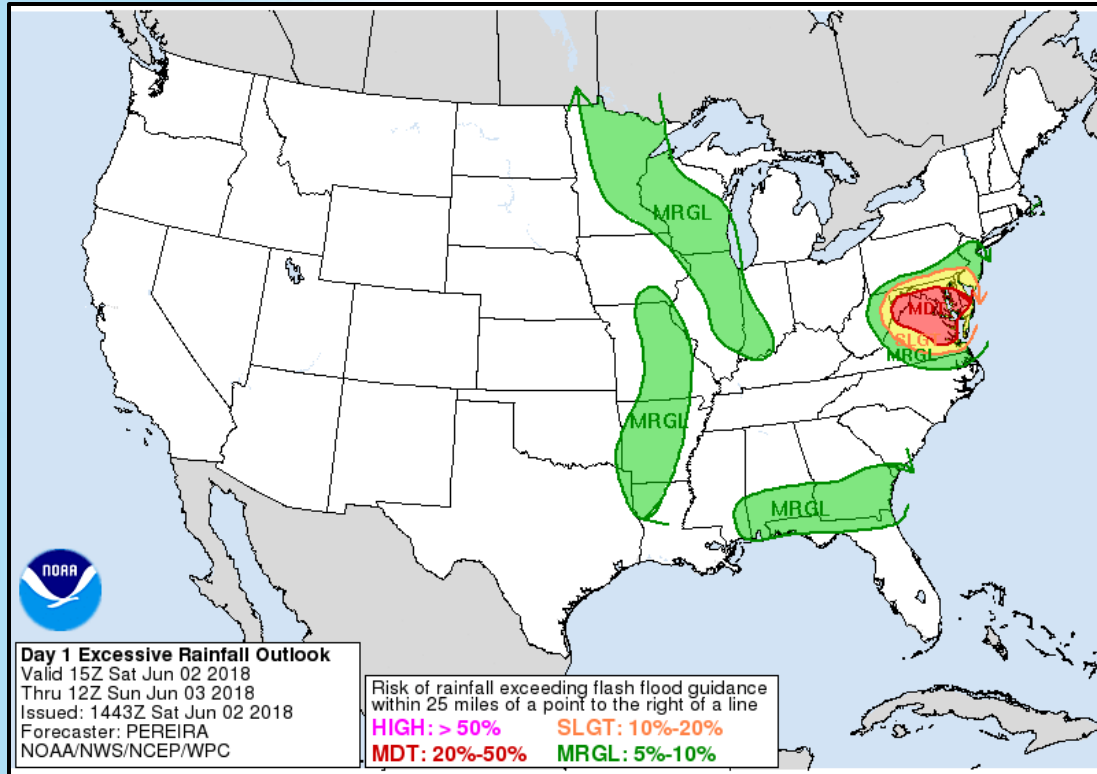 MRGL
MDT
SLGT
MRGL
MRGL
MRGL
NOAA
Day 1 Excessive Rainfall Outlook
Valid 15Z Sat Jun 02 2018
Thru 12Z Sun Jun 03 2018
Issued: 1443Z Sat Jun 02 2018
Forecaster: PEREIRA
NOAA/NWS/NCEP/WPC
Risk of rainfall exceeding flash flood guidance
within 25 miles of a point to the right of a line
HIGH: > 50% SLGT: 10%-20%
MDT: 20%-50% MRGL: 5%-10%